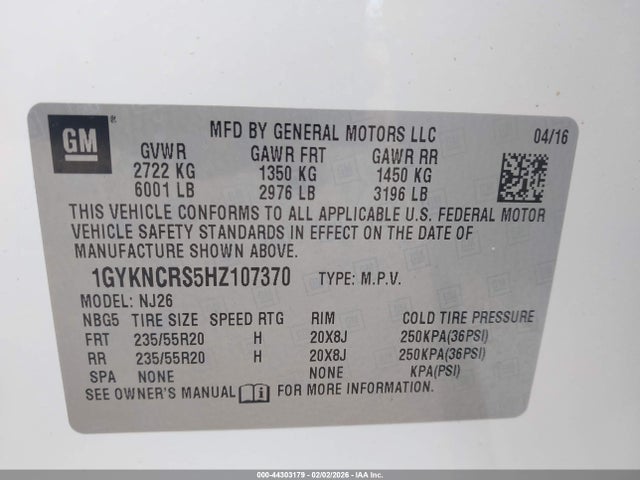 GM
MFD BY GENERAL MOTORS LLC 04/16
GVWR GAWR FRT GAWR RR
2722 KG 1350 KG 1450 KG
6001 LB 2976 LB 3196 LB
THIS VEHICLE CONFORMS TO ALL APPLICABLE U.S. FEDERAL MOTOR
VEHICLE SAFETY STANDARDS IN EFFECT ON THE DATE OF
MANUFACTURE SHOWN ABOVE.
1GYKNCRS5HZ107370 TYPE: M.P.V.
MODEL: NJ26
NBG5 TIRE SIZE SPEED RTG RIM COLD TIRE PRESSURE
FRT 235/55R20 H 20X8J 250KPA(36PSI)
RR 235/55R20 H 20X8J 250KPA(36PSI)
SPA NONE NONE KPA(PSI)
SEE OWNER'S MANUAL FOR MORE INFORMATION.
000-44303179 - 02/02/2026 - IAA Inc.